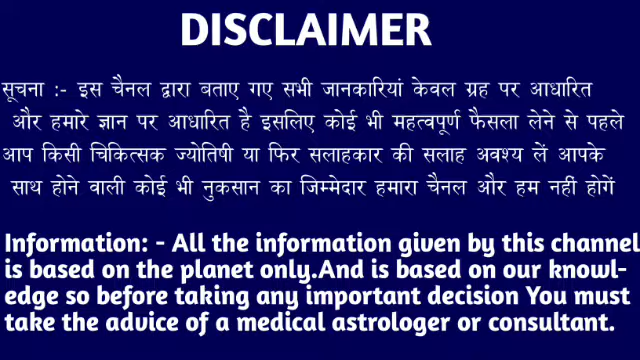 DISCLAIMER
सूचना :- इस चैनल द्वारा बताए गए सभी जानकारियां केवल ग्रह पर आधारित
और हमारे ज्ञान पर आधारित है इसलिए कोई भी महत्वपूर्ण फैसला लेने से पहले
आप किसी चिकित्सक ज्योतिषी या फिर सलाहकार की सलाह अवश्य लें आपके
साथ होने वाली कोई भी नुकसान का जिम्मेदार हमारा चैनल और हम नहीं होगें
Information: - All the information given by this channel
is based on the planet only.And is based on our knowl-
edge so before taking any important decision You must
take the advice of a medical astrologer or consultant.